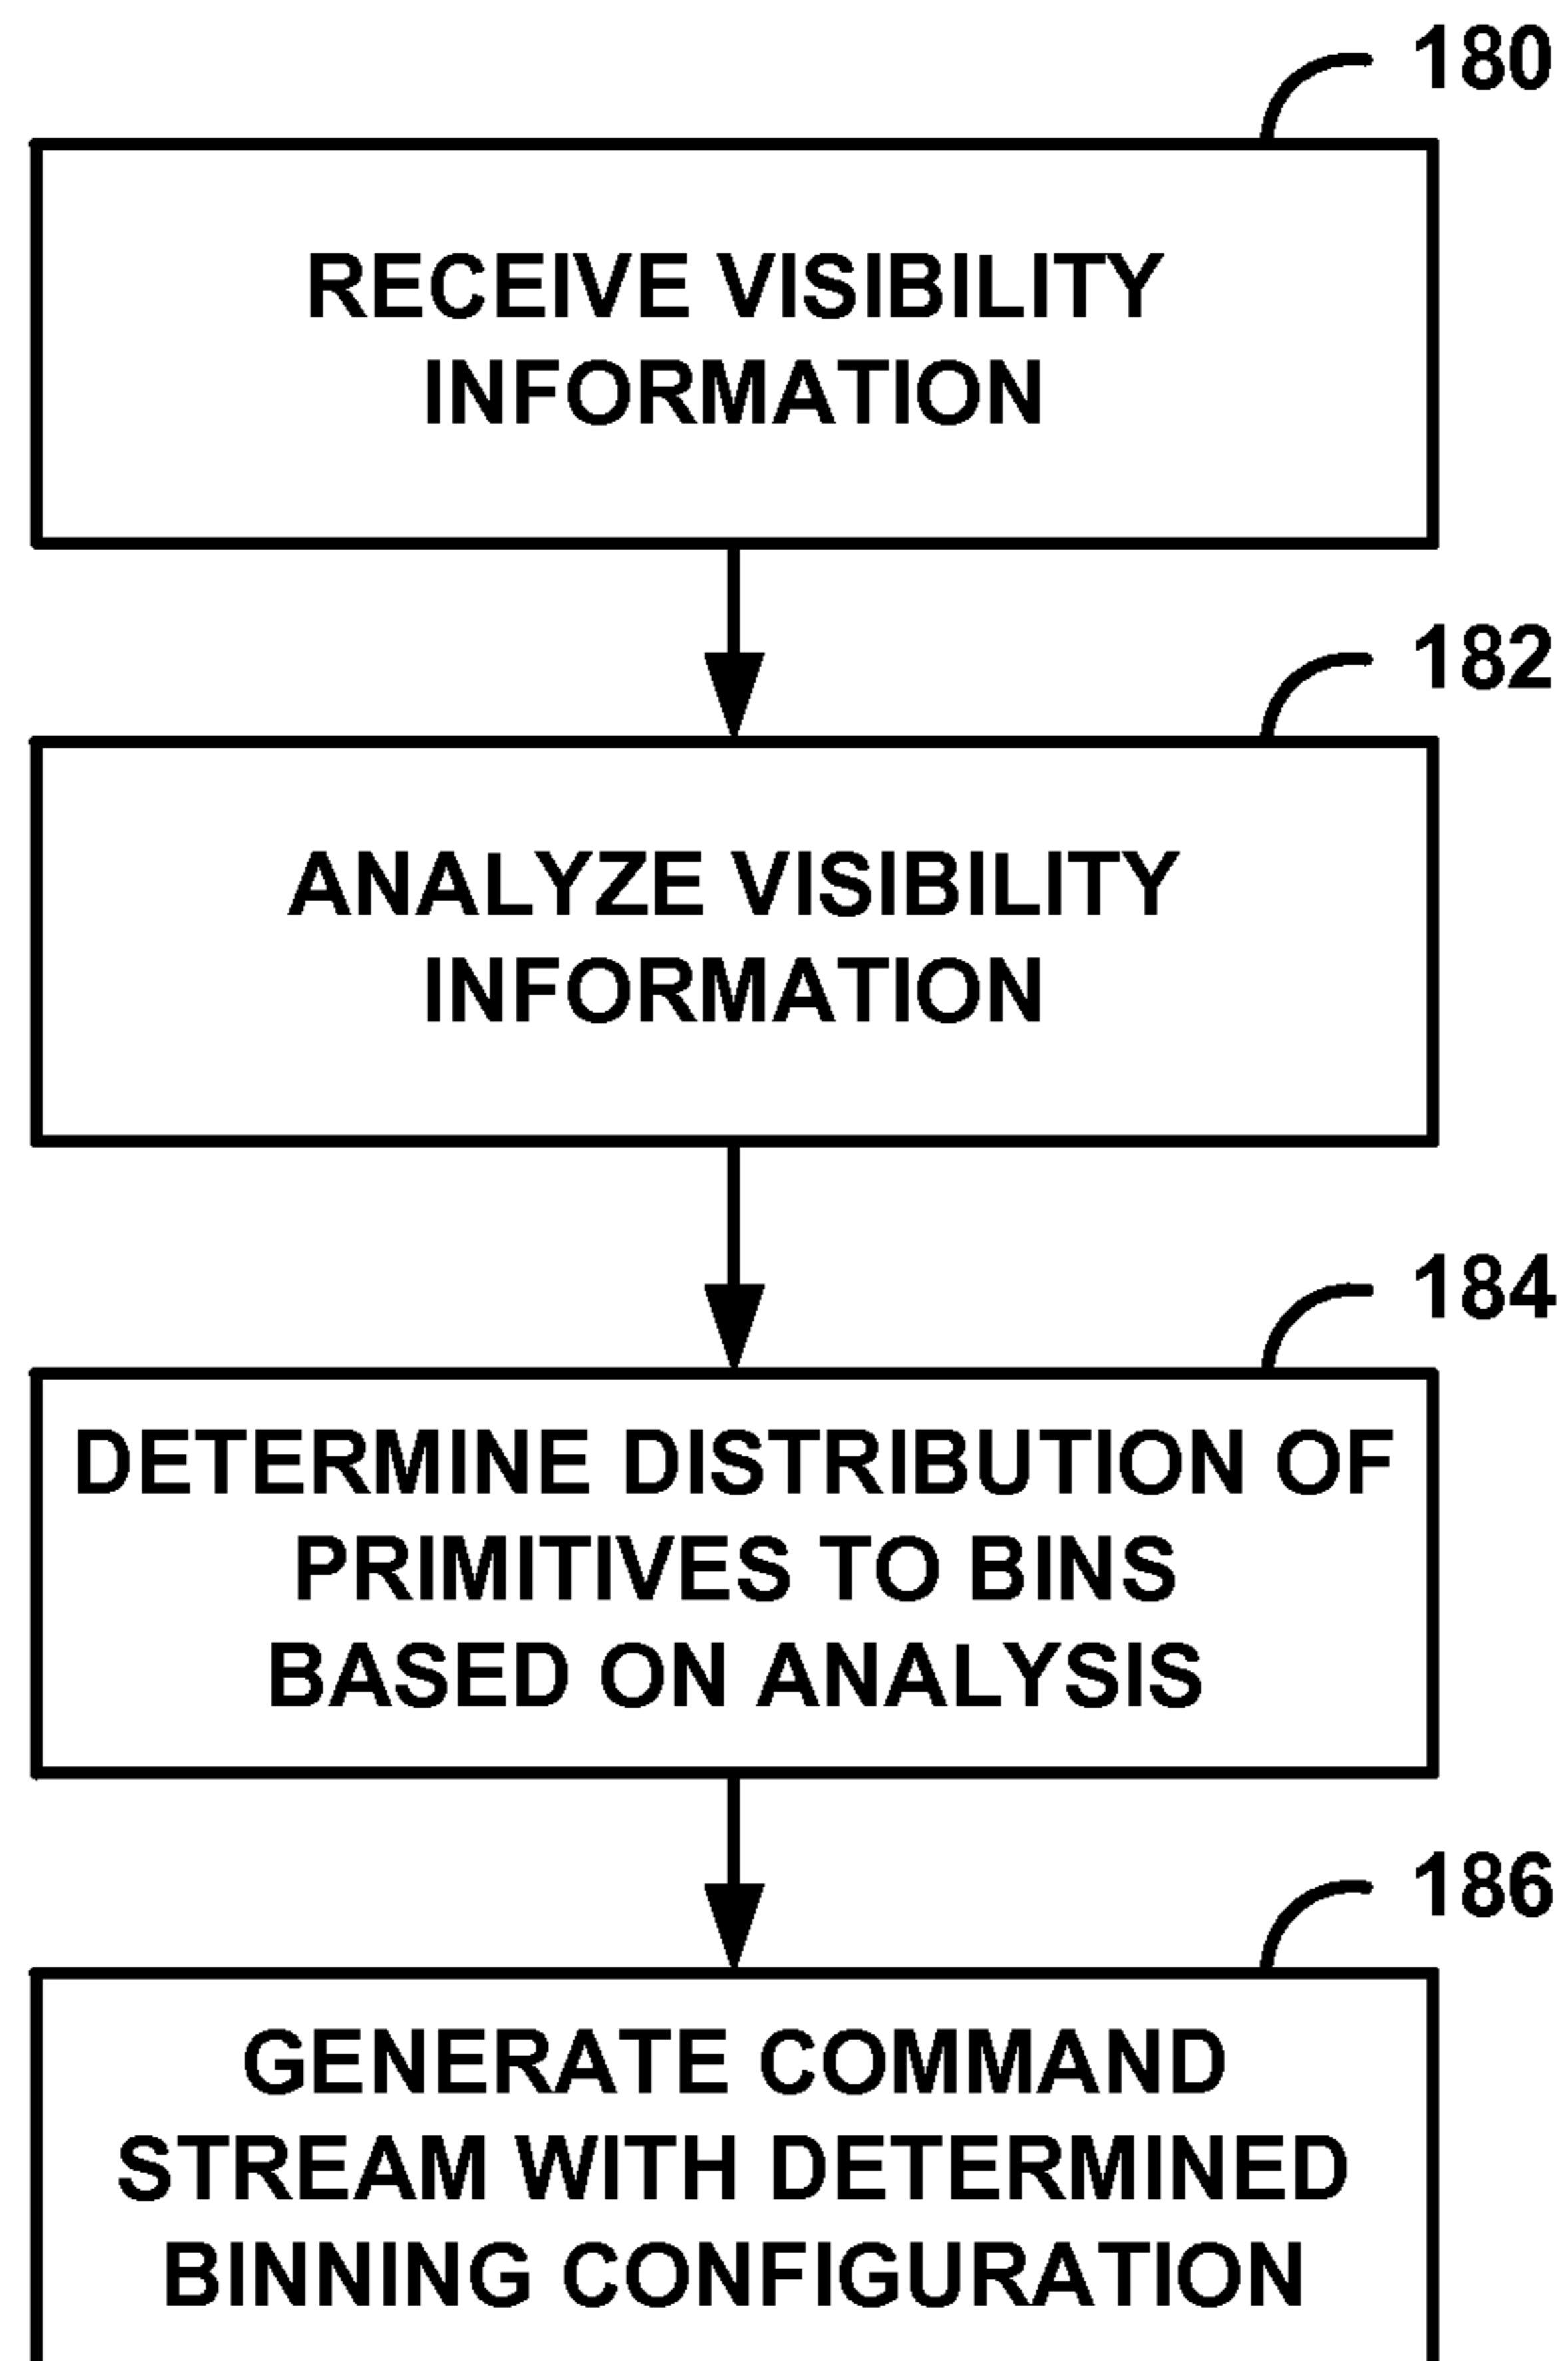 180
RECEIVE VISIBILITY
INFORMATION
182
ANALYZE VISIBILITY
INFORMATION
184
DETERMINE DISTRIBUTION OF
PRIMITIVES TO BINS
BASED ON ANALYSIS
186
GENERATE COMMAND
STREAM WITH DETERMINED
BINNING CONFIGURATION